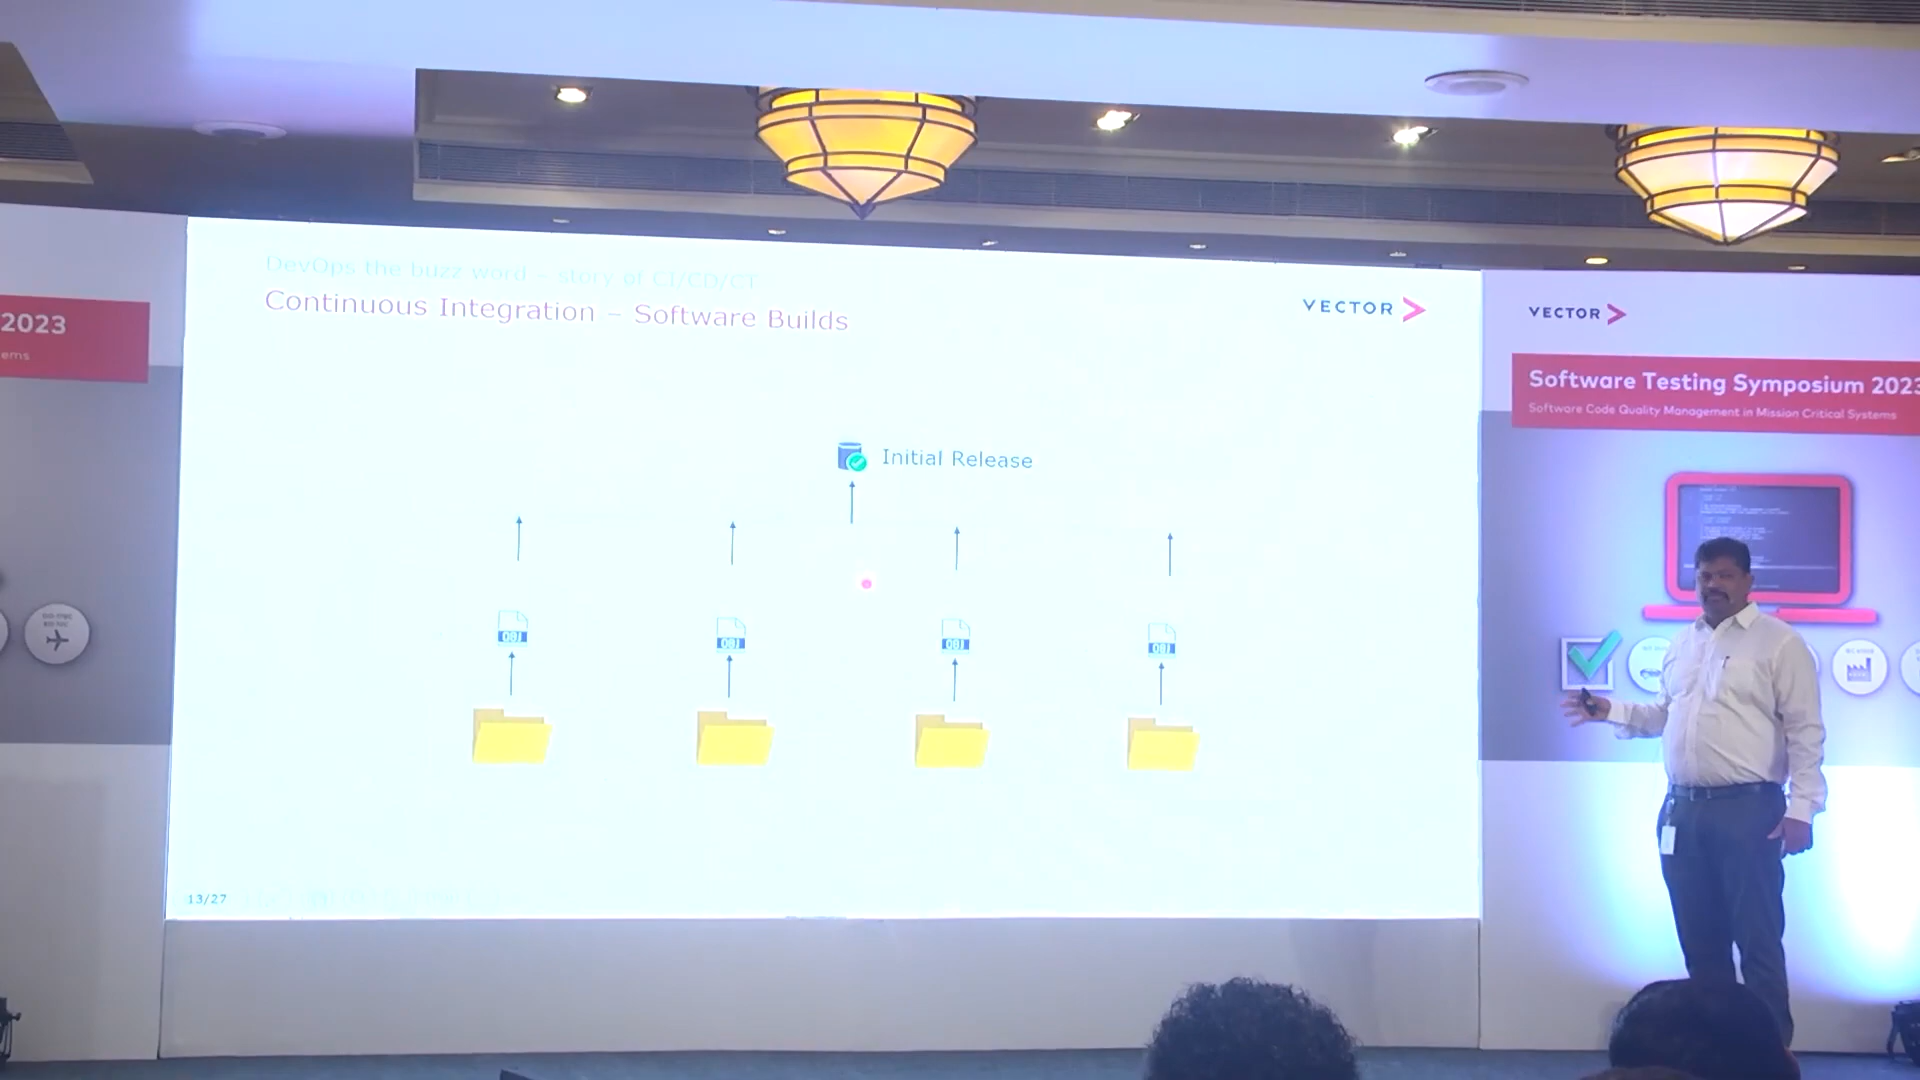 2023
ems
DevOps the buzz word – story of CI/CD/CT
Continuous Integration – Software Builds
VECTOR
Initial Release
OBJ
OBJ
OBJ
OBJ
13/27
VECTOR
Software Testing Symposium 2023
Software Code Quality Management in Mission Critical Systems